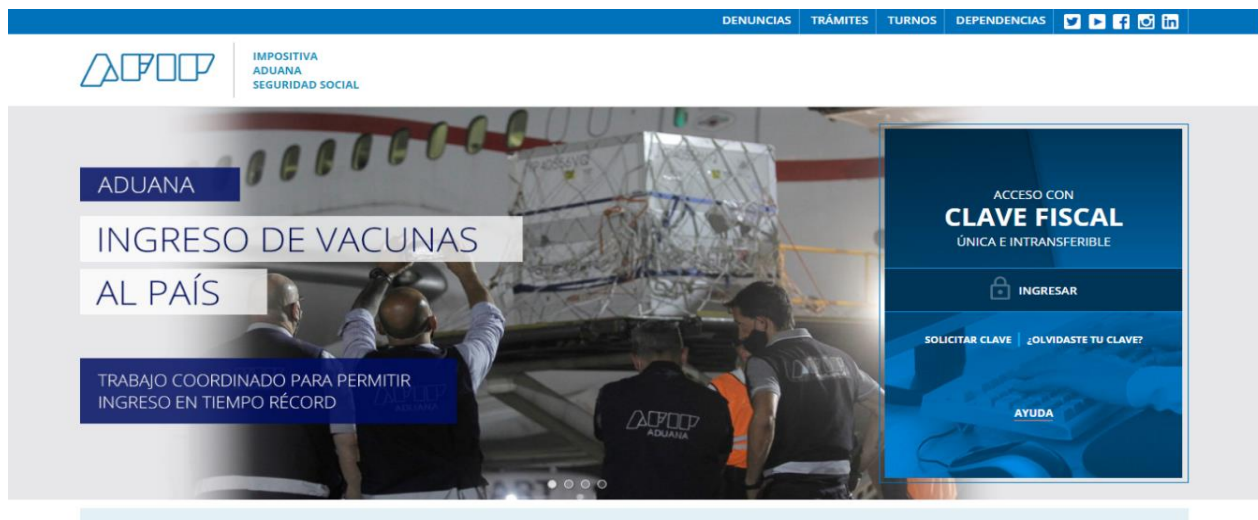 DENUNCIAS TRÁMITES TURNOS DEPENDENCIAS
AFIP
IMPOSITIVA
ADUANA
SEGURIDAD SOCIAL
ADUANA
INGRESO DE VACUNAS
AL PAÍS
TRABAJO COORDINADO PARA PERMITIR
INGRESO EN TIEMPO RÉCORD
AFIP
ADUANA
ACCESO CON
CLAVE FISCAL
ÚNICA E INTRANSFERIBLE
INGRESAR
SOLICITAR CLAVE ¿OLVIDASTE TU CLAVE?
AYUDA